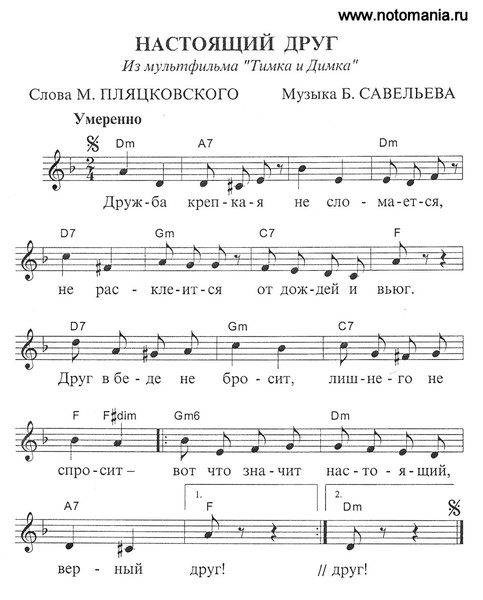 www.notomania.ru
НАСТОЯЩИЙ ДРУГ
Из мультфильма "Тимка и Димка"
Слова М. ПЛЯЦКОВСКОГО Музыка Б. САВЕЛЬЕВА
Умеренно
Dm A7 Dm
2
4
Друж-ба креп-ка-я не сло-ма-ет-ся,
D7 Gm C7 F
не рас-кле-ит-ся от дож-дей и вьюг.
D7 Gm C7
Друг в бе-де не бро-сит, лиш-не-го не
F F#dim Gm6 Dm
спро-сит– вот что зна-чит нас-то-я-щий,
A7 1. F 2. Dm
вер-ный друг! // друг!